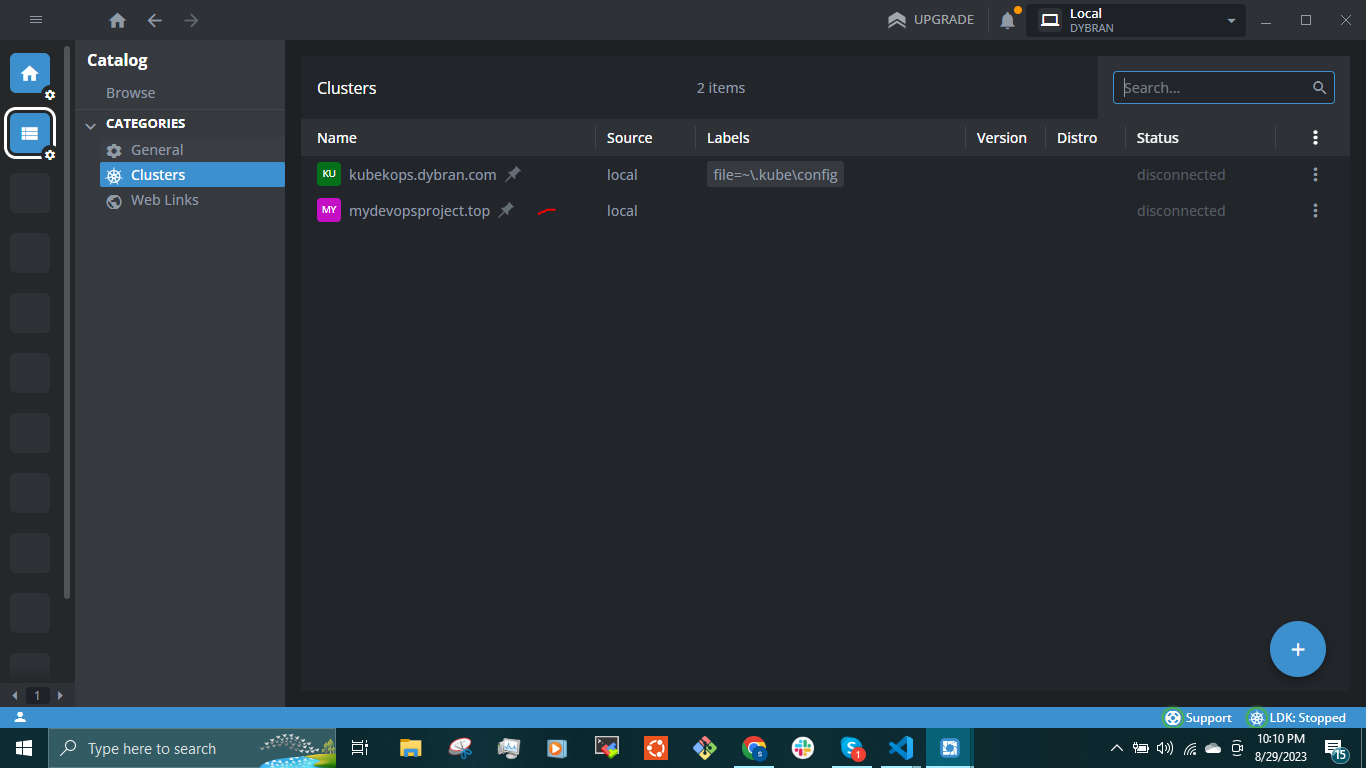 UPGRADE
Local
DYBRAN
Catalog
Browse
CATEGORIES
General
Clusters
Web Links
Clusters
2 items
Search...
Name Source Labels Version Distro Status
KU kubekops.dybran.com local file=~\.kube\config disconnected
MY mydevopsproject.top local disconnected
+
1
Support
LDK: Stopped
Type here to search
S
1
10:10 PM
8/29/2023
15